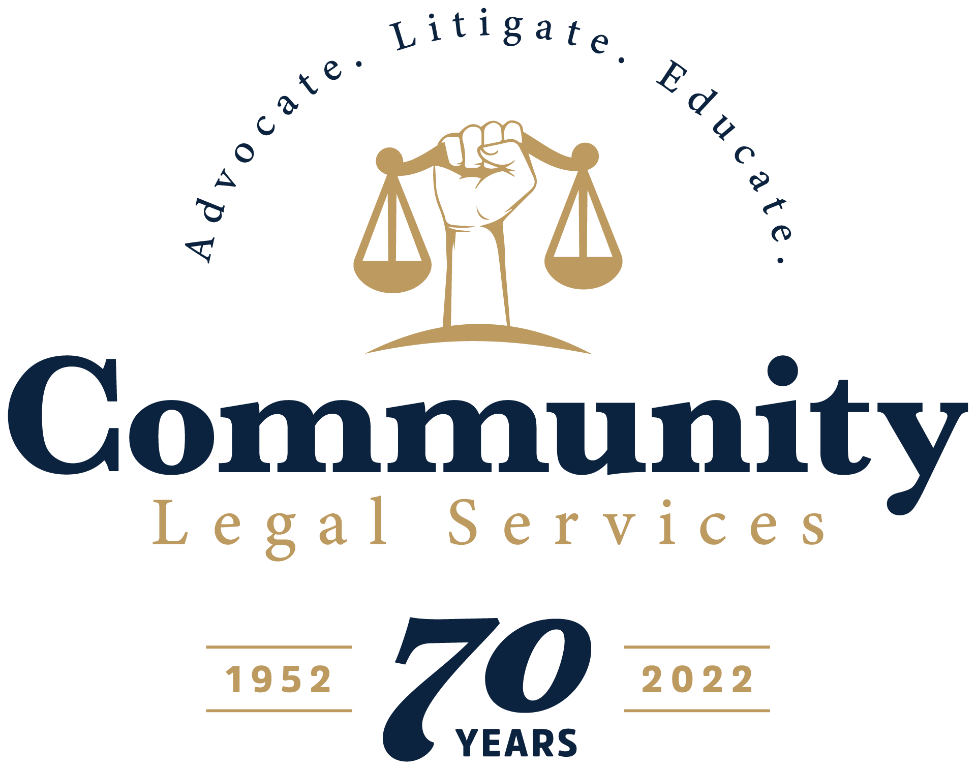 Advocate. Litigate. Educate.
Community
Legal Services
1952 70 2022
YEARS